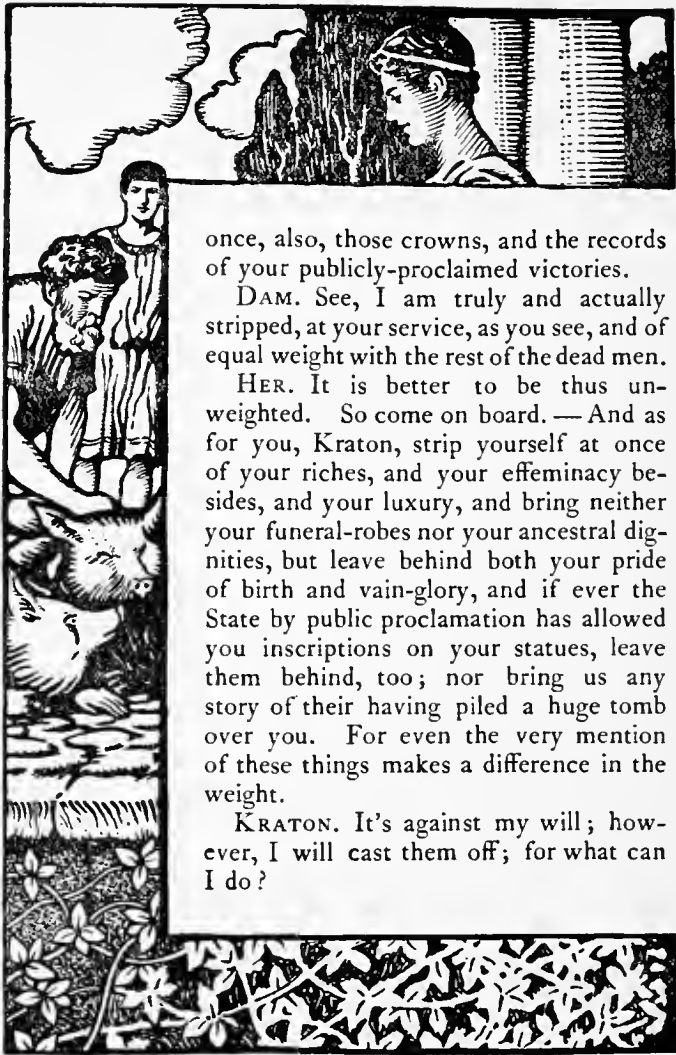 once, also, those crowns, and the records
of your publicly-proclaimed victories.
DAM. See, I am truly and actually
stripped, at your service, as you see, and of
equal weight with the rest of the dead men.
HER. It is better to be thus un-
weighted. So come on board. — And as
for you, Kraton, strip yourself at once
of your riches, and your effeminacy be-
sides, and your luxury, and bring neither
your funeral-robes nor your ancestral dig-
nities, but leave behind both your pride
of birth and vain-glory, and if ever the
State by public proclamation has allowed
you inscriptions on your statues, leave
them behind, too; nor bring us any
story of their having piled a huge tomb
over you. For even the very mention
of these things makes a difference in the
weight.
KRATON. It's against my will; how-
ever, I will cast them off; for what can
I do?